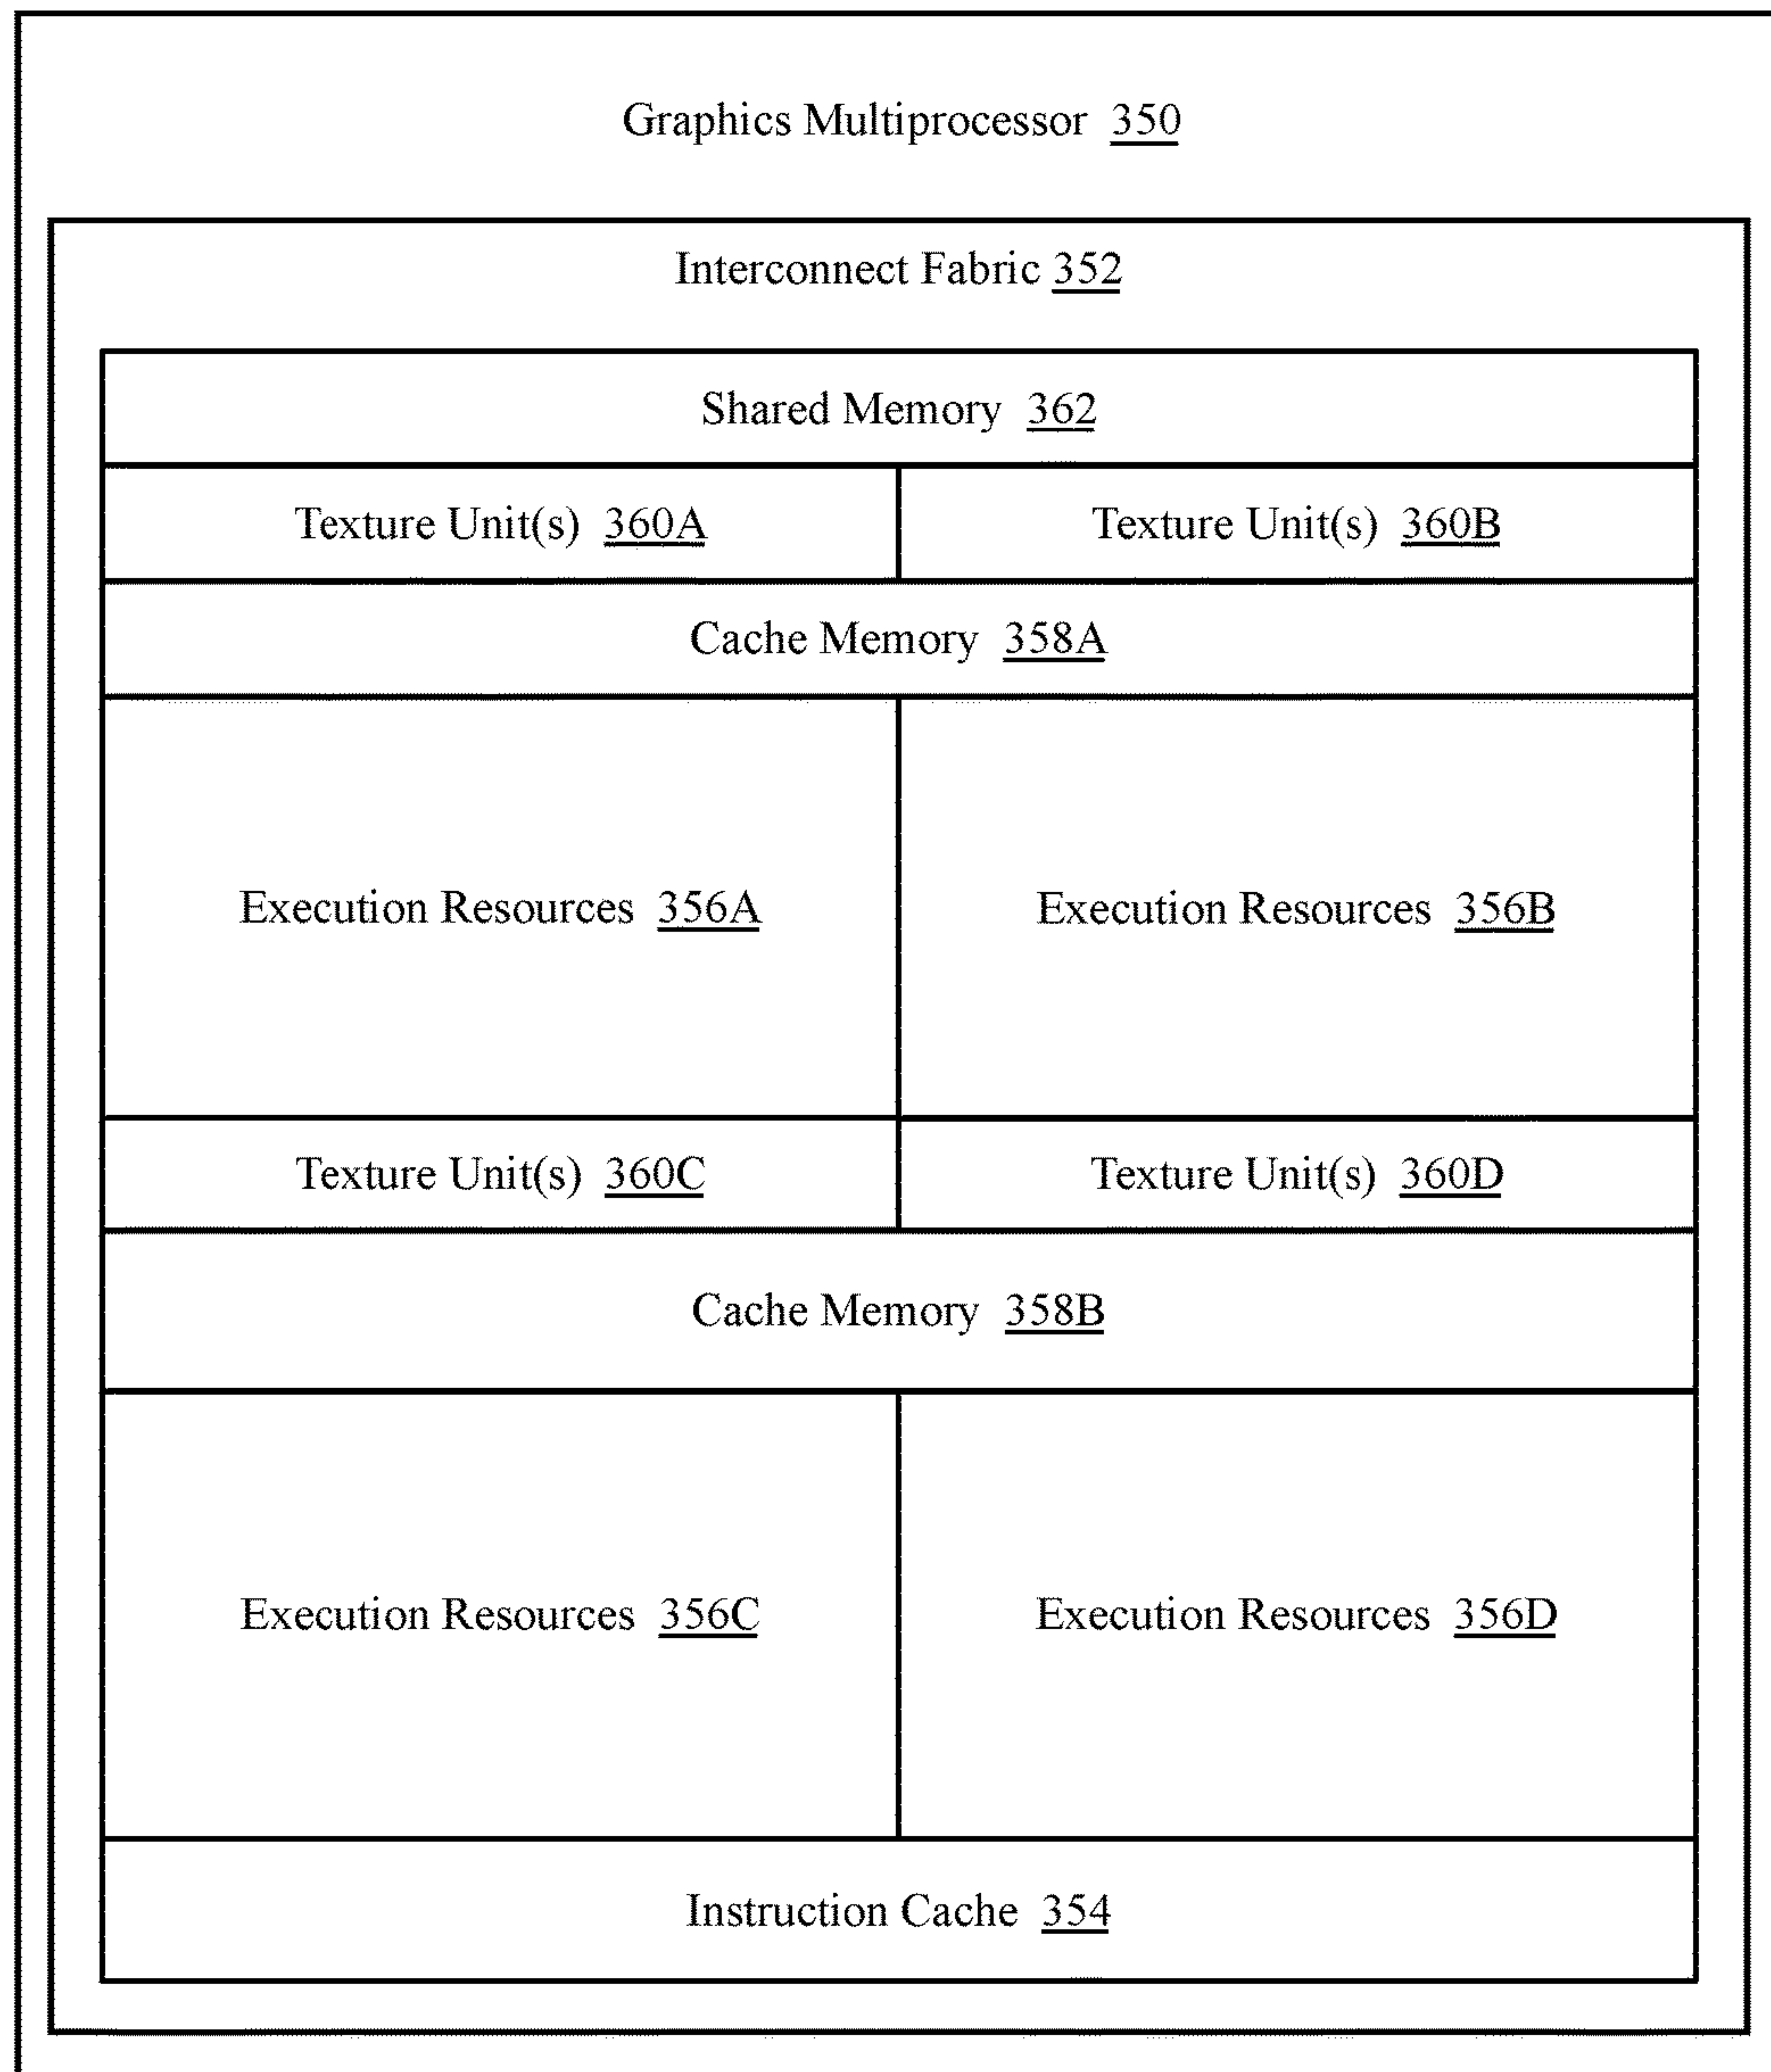 Graphics Multiprocessor 350
Interconnect Fabric 352
Shared Memory 362
Texture Unit(s) 360A
Texture Unit(s) 360B
Cache Memory 358A
Execution Resources 356A
Execution Resources 356B
Texture Unit(s) 360C
Texture Unit(s) 360D
Cache Memory 358B
Execution Resources 356C
Execution Resources 356D
Instruction Cache 354